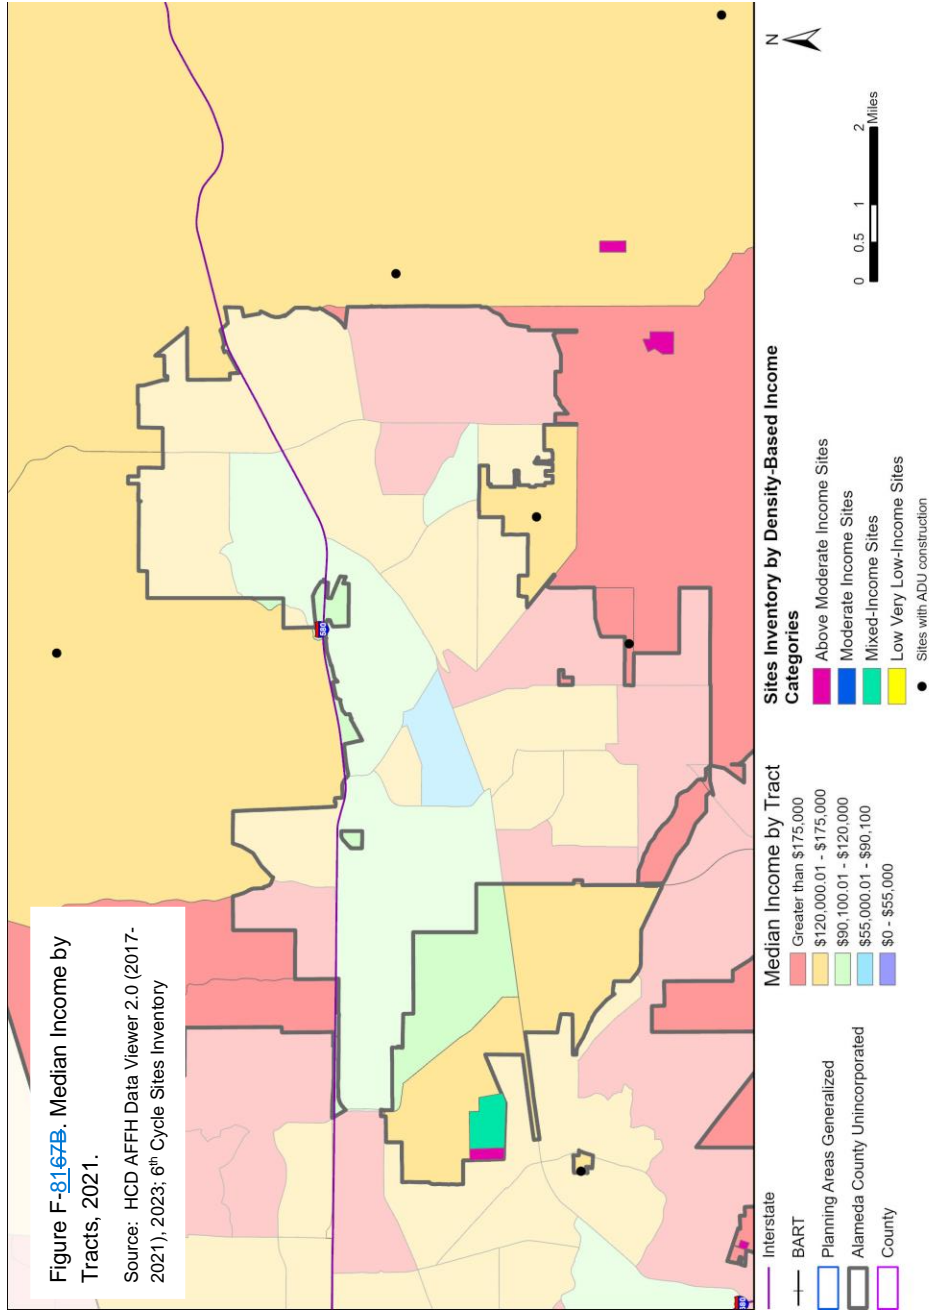 Figure F-8167B. Median Income by
Tracts, 2021.
Source: HCD AFFH Data Viewer 2.0 (2017-
2021), 2023; 6th Cycle Sites Inventory
580
N
0 0.5 1 2
Miles
Interstate
BART
Planning Areas Generalized
Alameda County Unincorporated
County
Median Income by Tract
Greater than $175,000
$120,000.01 - $175,000
$90,100.01 - $120,000
$55,000.01 - $90,100
$0 - $55,000
Sites Inventory by Density-Based Income
Categories
Above Moderate Income Sites
Moderate Income Sites
Mixed-Income Sites
Low Very Low-Income Sites
Sites with ADU construction